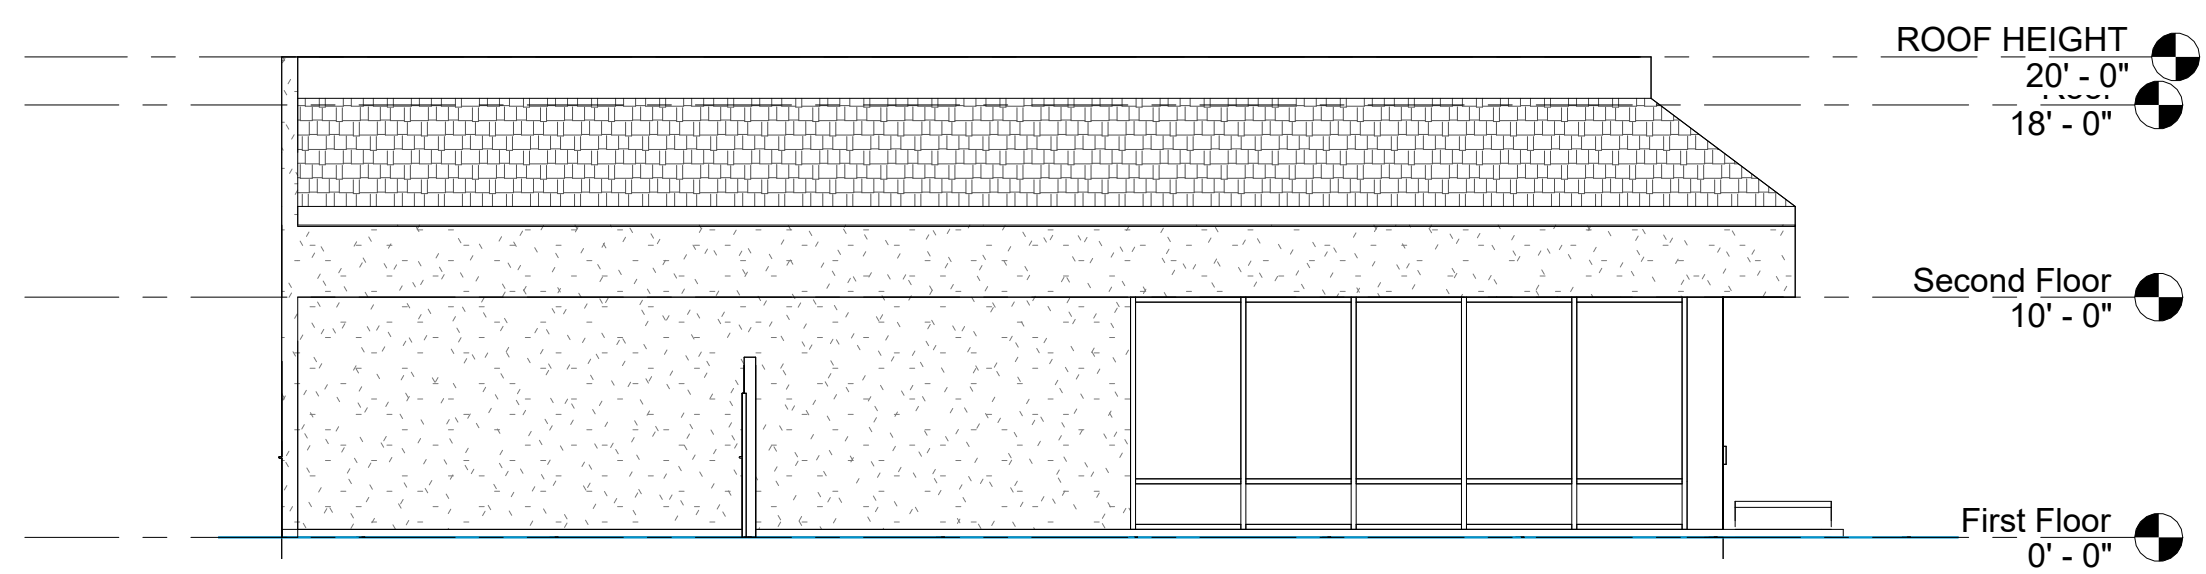 ROOF HEIGHT
20' - 0"
18' - 0"
Second Floor
10' - 0"
First Floor
0' - 0"